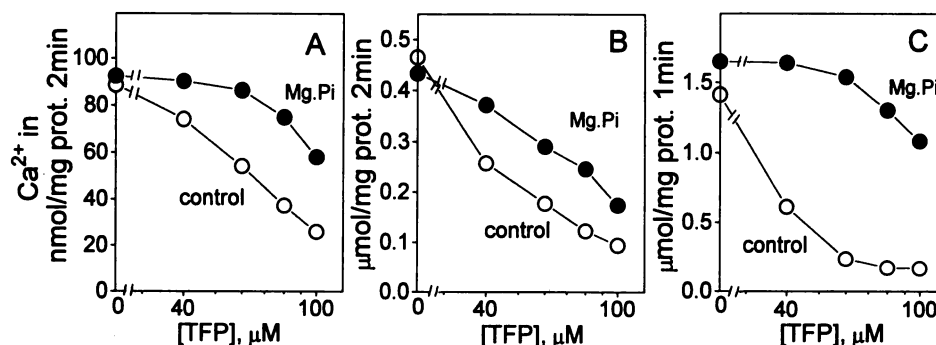 Ca2+ in
nmol/mg prot. 2min
100
80
60
40
20
0
A
Mg.Pi
control
0 40 100
[TFP], µM
µmol/mg prot. 2min
0.5
0.4
0.3
0.2
0.1
0.0
B
Mg.Pi
control
0 40 100
[TFP], µM
µmol/mg prot. 1min
1.5
1.0
0.5
0.0
C
Mg.Pi
control
0 40 100
[TFP], µM